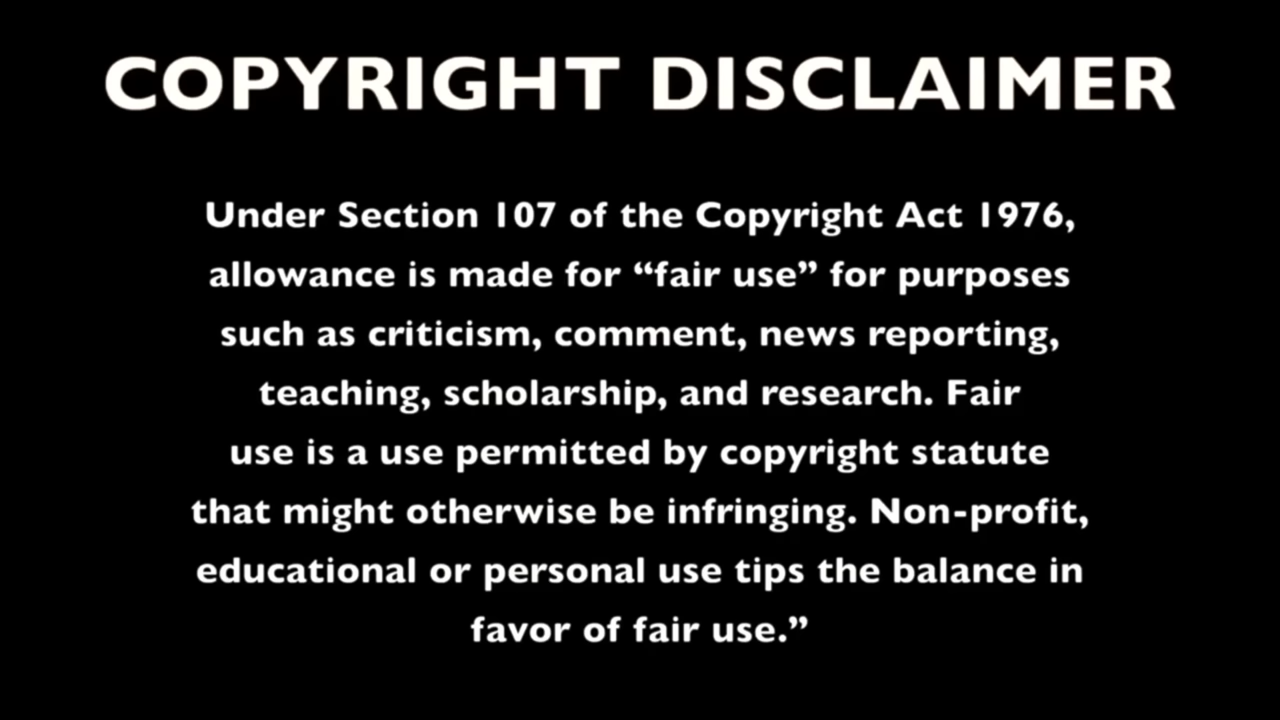 COPYRIGHT DISCLAIMER
Under Section 107 of the Copyright Act 1976,
allowance is made for “fair use” for purposes
such as criticism, comment, news reporting,
teaching, scholarship, and research. Fair
use is a use permitted by copyright statute
that might otherwise be infringing. Non-profit,
educational or personal use tips the balance in
favor of fair use.”